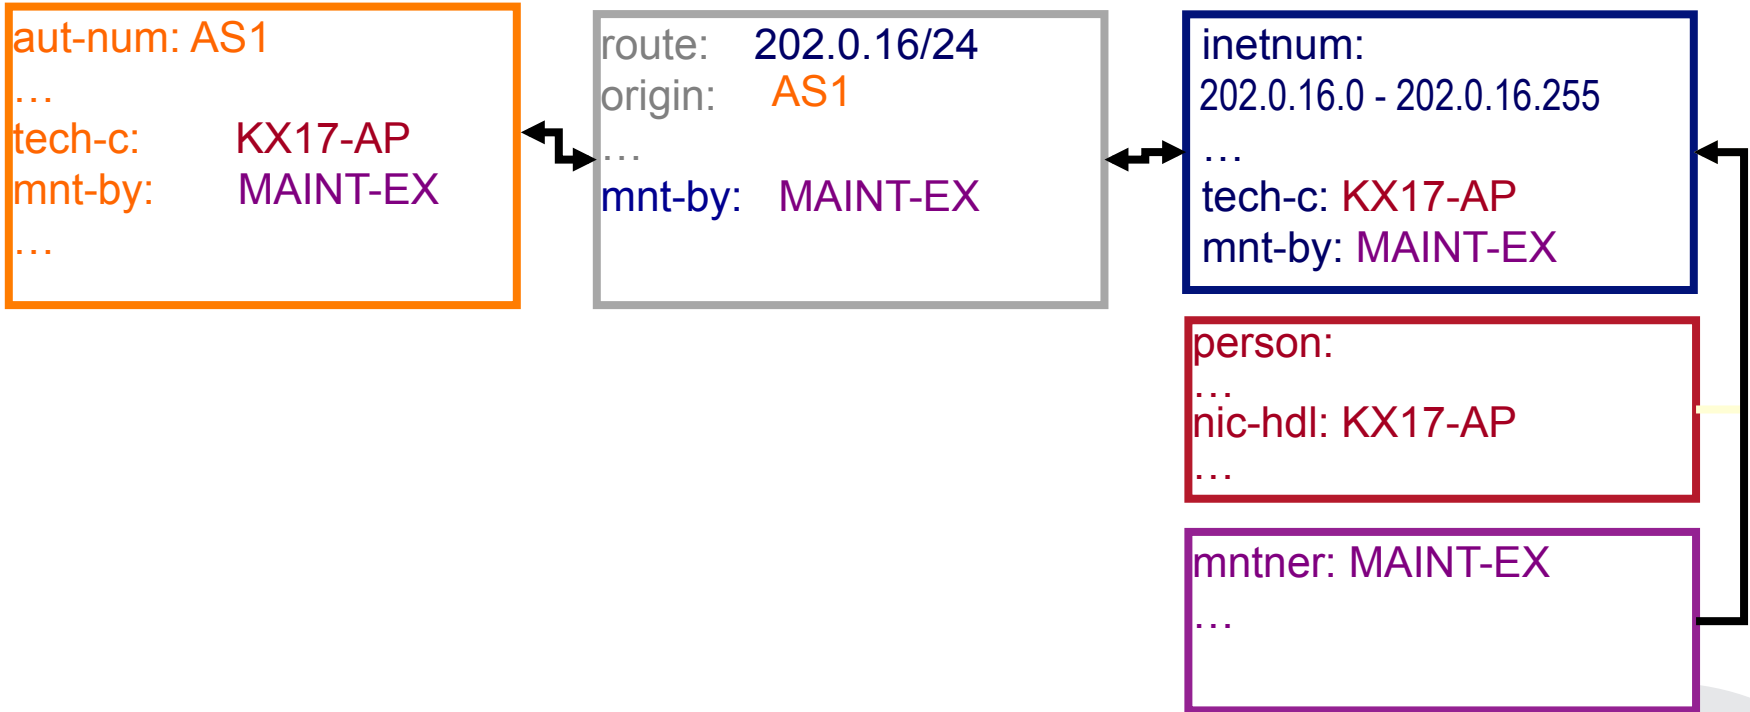 aut-num: AS1
…
tech-c: KX17-AP
mnt-by: MAINT-EX
…
route: 202.0.16/24
origin: AS1
…
mnt-by: MAINT-EX
inetnum:
202.0.16.0 - 202.0.16.255
…
tech-c: KX17-AP
mnt-by: MAINT-EX
person:
…
nic-hdl: KX17-AP
…
mntner: MAINT-EX
…